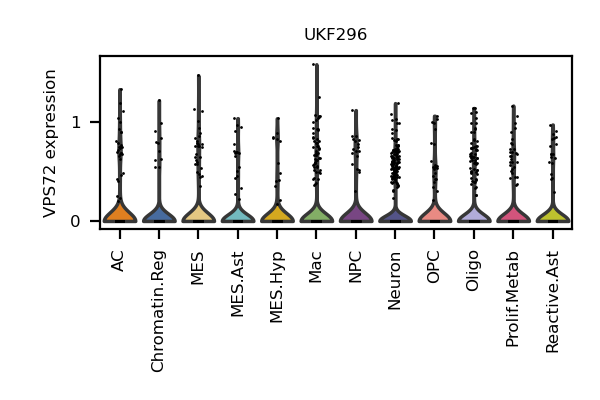 UKF296
VPS72 expression
1
0
AC
Chromatin.Reg
MES
MES.Ast
MES.Hyp
Mac
NPC
Neuron
OPC
Oligo
Prolif.Metab
Reactive.Ast